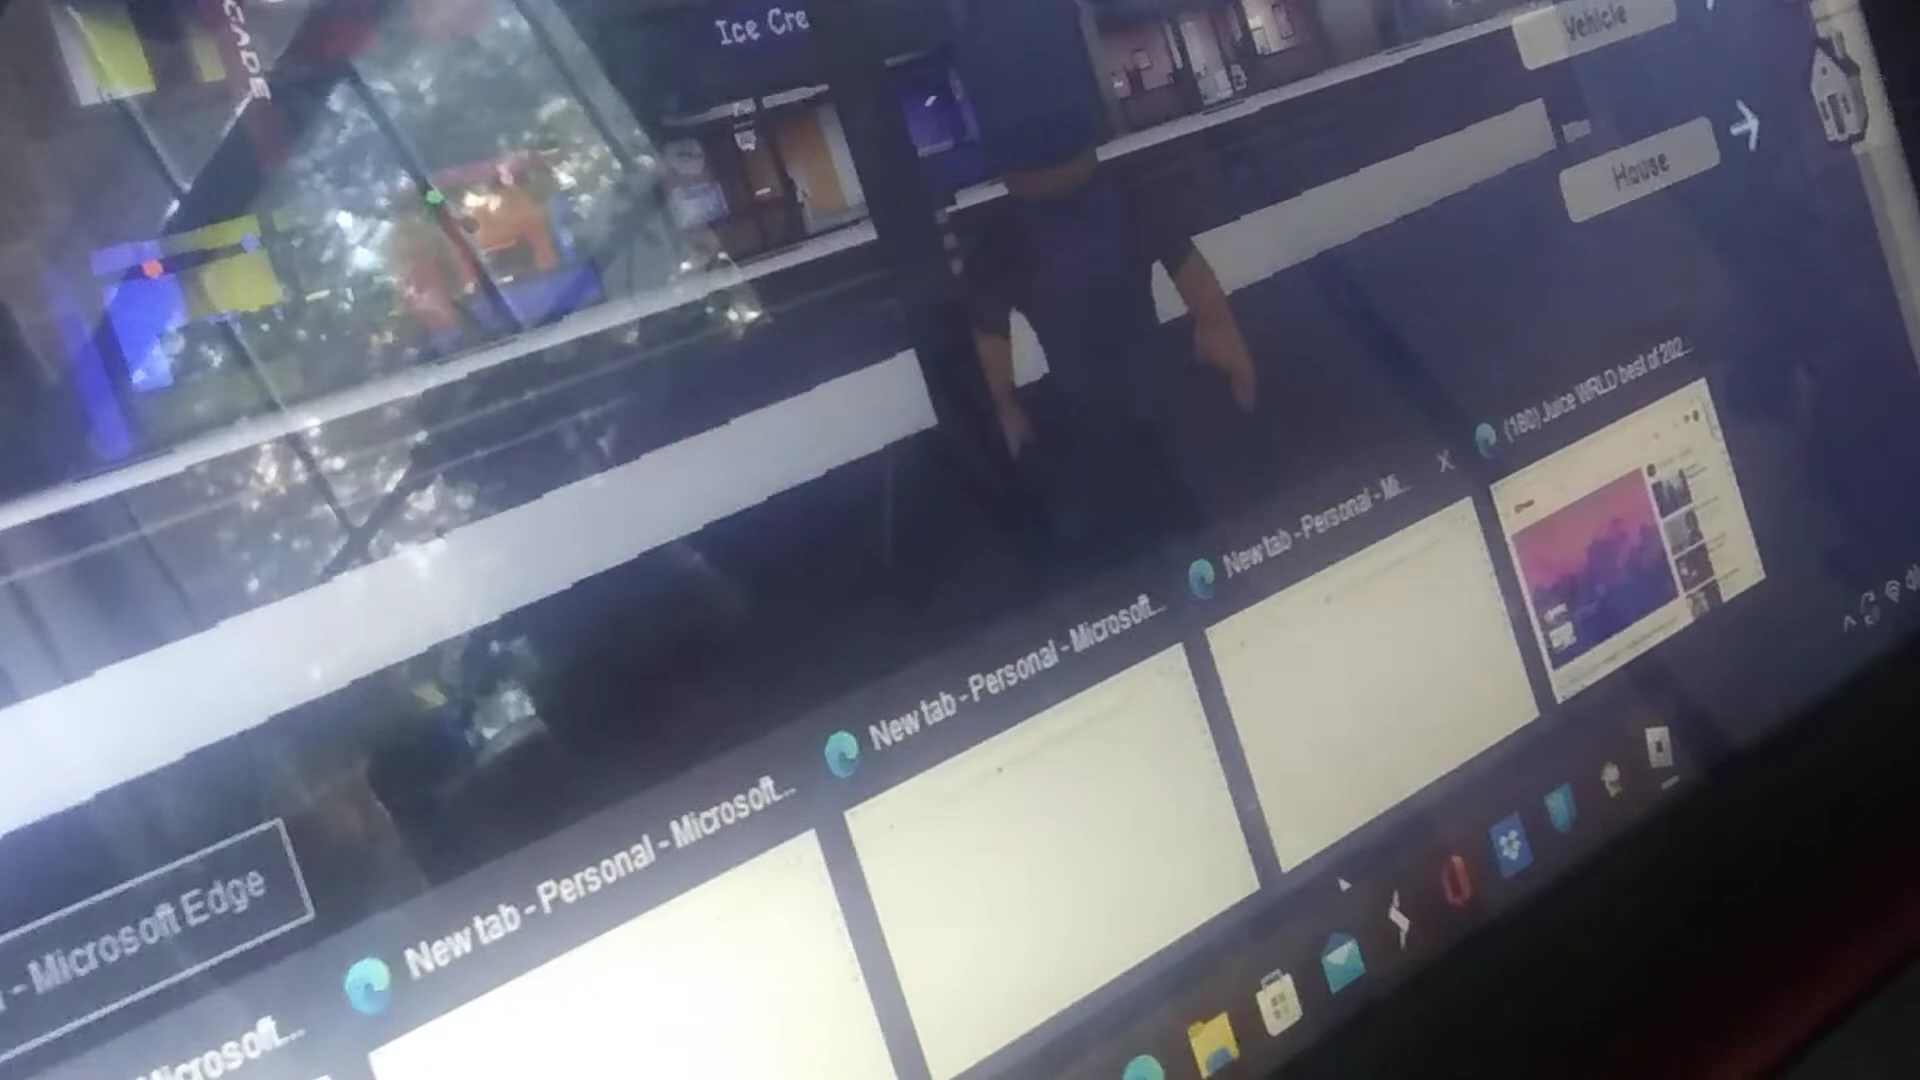 Ice Cre
Vehicle
House
(180) Juice WRLD best of 202...
New tab - Personal - Mi...
New tab - Personal - Microsoft...
New tab - Personal - Microsoft...
- Microsoft Edge
Microsoft...